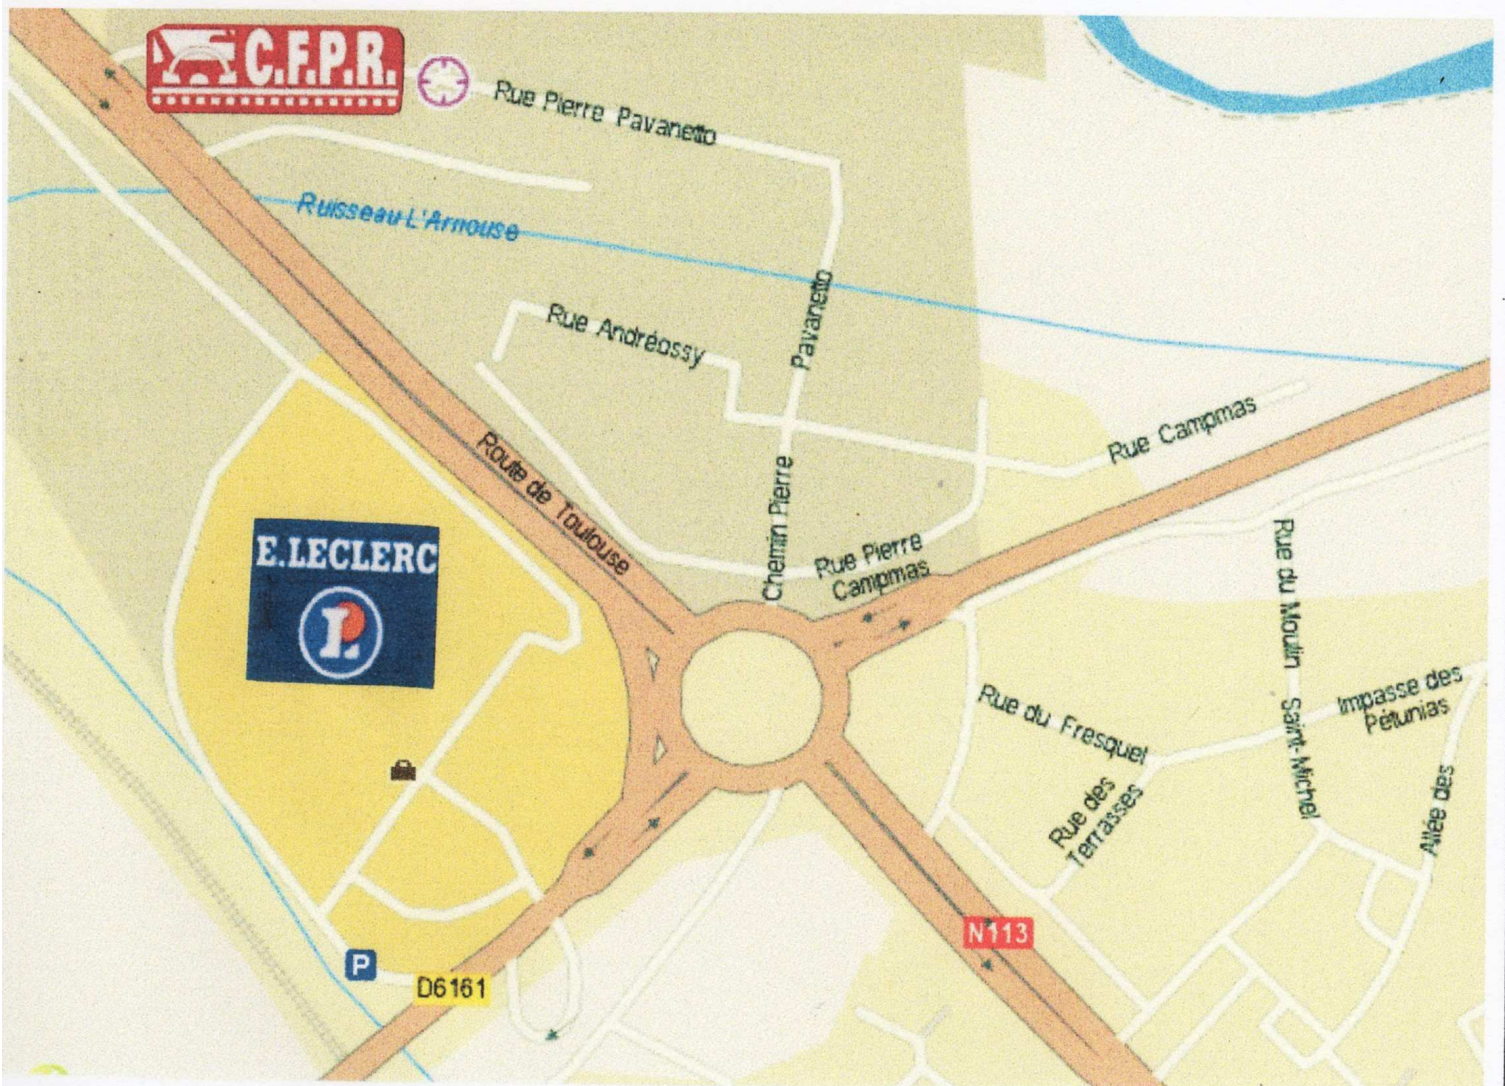 C.F.P.R.
Rue Pierre Pavanetto
Ruisseau L'Arnouse
Rue Andréossy
Pavanetto
Chemin Pierre
Rue Campmas
Route de Toulouse
Rue Pierre
Campmas
E.LECLERC
L
Rue du Moulin Saint-Michel
Impasse des
Pétunias
Rue du Fresquel
Rue des
Terrasses
Allée des
N113
P
D6161